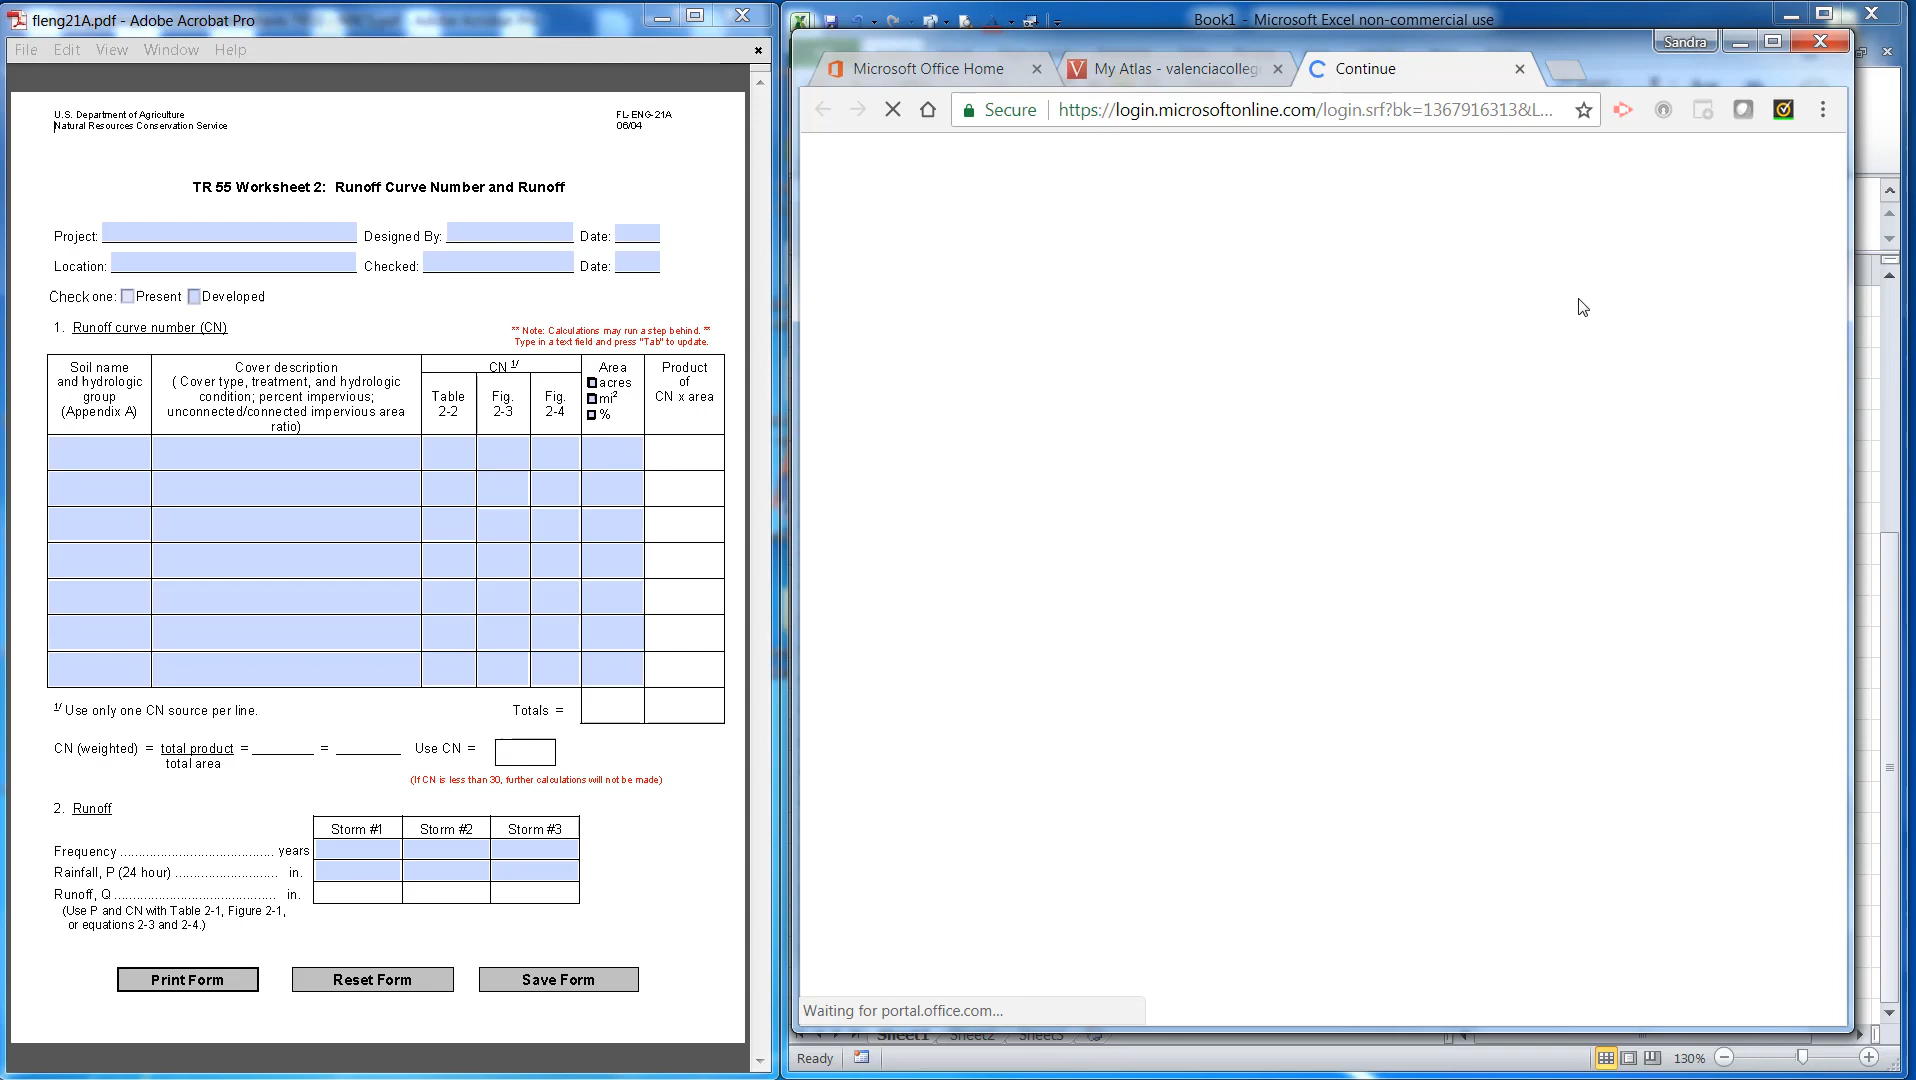 fleng21A.pdf - Adobe Acrobat Pro
File Edit View Window Help
U.S. Department of Agriculture
Natural Resources Conservation Service
FL-ENG-21A
06/04
TR 55 Worksheet 2: Runoff Curve Number and Runoff
Project: Designed By: Date:
Location: Checked: Date:
Check one: Present Developed
1. Runoff curve number (CN)
** Note: Calculations may run a step behind. **
Type in a text field and press "Tab" to update.
Soil name
and hydrologic
group
(Appendix A)
Cover description
( Cover type, treatment, and hydrologic
condition; percent impervious;
unconnected/connected impervious area
ratio)
CN 1/
Table
2-2
Fig.
2-3
Fig.
2-4
Area
acres
mi2
%
Product
of
CN x area
1/ Use only one CN source per line.
Totals =
CN (weighted) = total product = ________ = ________ Use CN =
total area
(If CN is less than 30, further calculations will not be made)
2. Runoff
Storm #1 Storm #2 Storm #3
Frequency .......................................... years
Rainfall, P (24 hour) ............................ in.
Runoff, Q ............................................ in.
(Use P and CN with Table 2-1, Figure 2-1,
or equations 2-3 and 2-4.)
Print Form Reset Form Save Form
Book1 - Microsoft Excel non-commercial use
Sandra
Microsoft Office Home
My Atlas - valenciacolleg
Continue
Secure https://login.microsoftonline.com/login.srf?bk=1367916313&L...
Waiting for portal.office.com...
Sheet1 Sheet2 Sheet3
Ready
130%